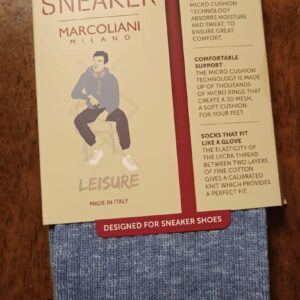 SNEAKER
MARCOLIANI
MILANO
LEISURE
MADE IN ITALY
MICRO CUSHION
TECHNOLOGY
ABSORBS MOISTURE
AND SWEAT, TO
ENSURE GREAT
COMFORT.
COMFORTABLE
SUPPORT
THE MICRO CUSHION
TECHNOLOGY IS MADE
UP OF THOUSANDS
OF MICRO RINGS THAT
CREATE A 3D MESH,
A SOFT CUSHION
FOR YOUR FEET.
SOCKS THAT FIT
LIKE A GLOVE
THE ELASTICITY OF
THE LYCRA THREAD
BETWEEN TWO LAYERS
OF FINE COTTON
GIVES A CALIBRATED
KNIT WHICH PROVIDES
A PERFECT FIT.
DESIGNED FOR SNEAKER SHOES